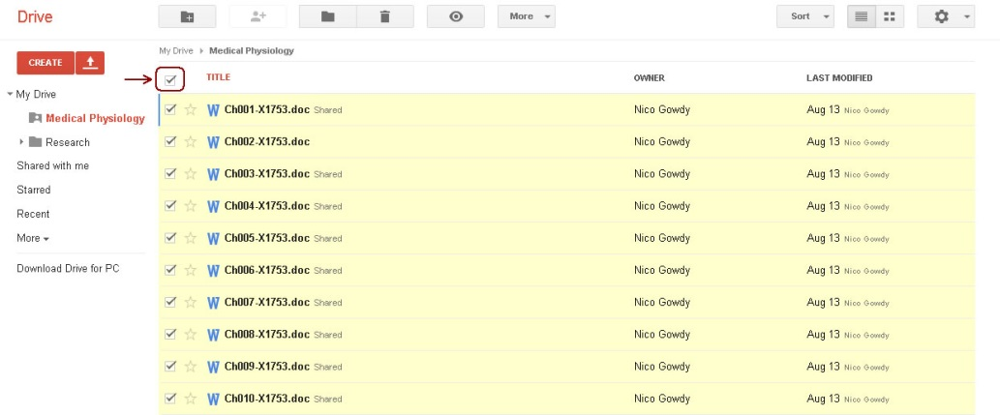 Drive
More
Sort
My Drive Medical Physiology
CREATE
TITLE OWNER LAST MODIFIED
My Drive
Medical Physiology
Research
Shared with me
Starred
Recent
More
Download Drive for PC
W Ch001-X1753.doc Shared Nico Gowdy Aug 13 Nico Gowdy
W Ch002-X1753.doc Nico Gowdy Aug 13 Nico Gowdy
W Ch003-X1753.doc Shared Nico Gowdy Aug 13 Nico Gowdy
W Ch004-X1753.doc Shared Nico Gowdy Aug 13 Nico Gowdy
W Ch005-X1753.doc Shared Nico Gowdy Aug 13 Nico Gowdy
W Ch006-X1753.doc Shared Nico Gowdy Aug 13 Nico Gowdy
W Ch007-X1753.doc Shared Nico Gowdy Aug 13 Nico Gowdy
W Ch008-X1753.doc Shared Nico Gowdy Aug 13 Nico Gowdy
W Ch009-X1753.doc Shared Nico Gowdy Aug 13 Nico Gowdy
W Ch010-X1753.doc Shared Nico Gowdy Aug 13 Nico Gowdy